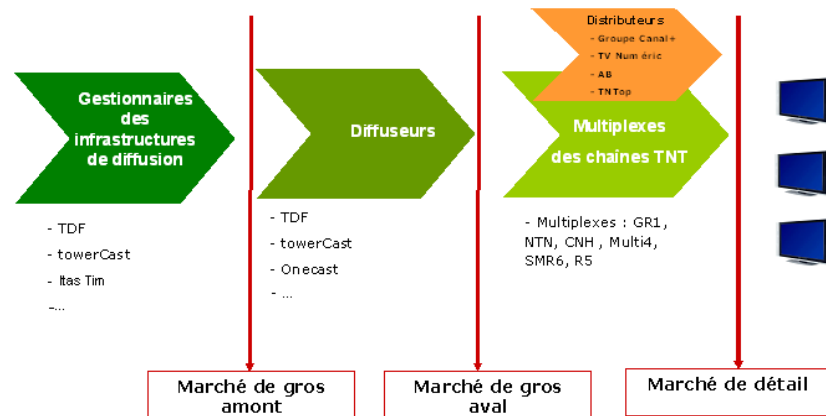 Distributeurs
- Groupe Canal+
- TV Numéric
- AB
- TNTop
Gestionnaires
des
infrastructures
de diffusion
Diffuseurs
Multiplexes
des chaînes TNT
- TDF
- towerCast
- Itas Tim
-...
- TDF
- towerCast
- Onecast
- ...
- Multiplexes : GR1,
NTN, CNH , Multi4,
SMR6, R5
Marché de gros
amont
Marché de gros
aval
Marché de détail